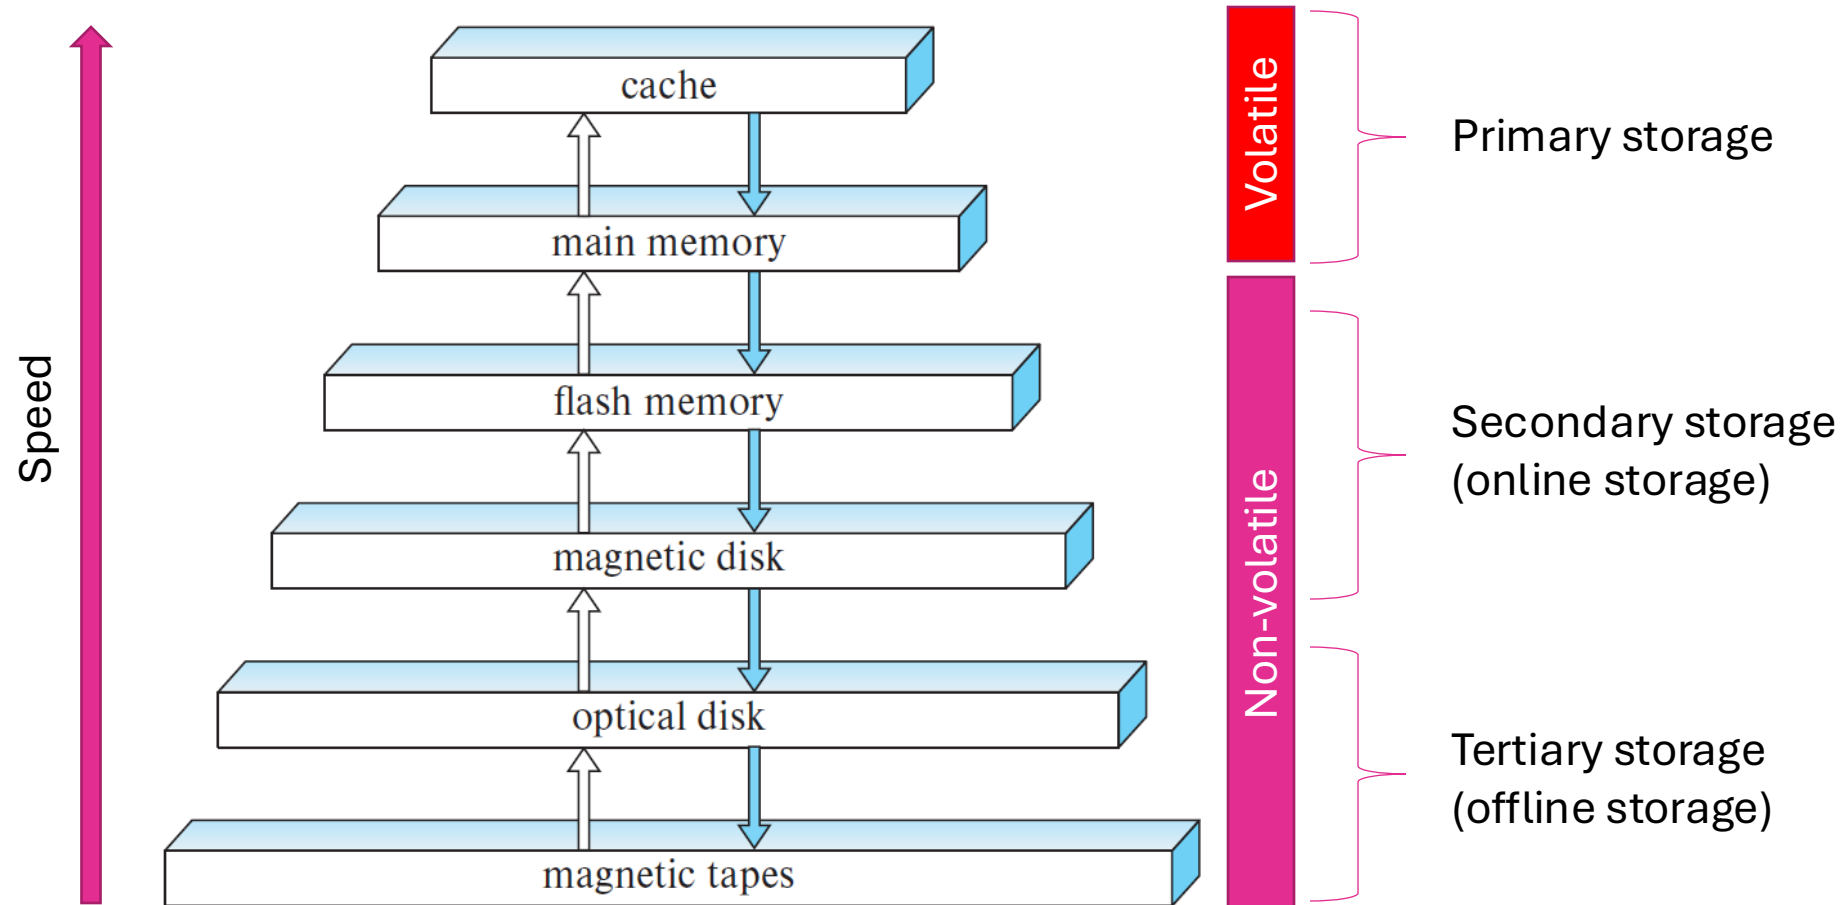 Speed
cache
main memory
flash memory
magnetic disk
optical disk
magnetic tapes
Volatile
Non-volatile
Primary storage
Secondary storage
(online storage)
Tertiary storage
(offline storage)